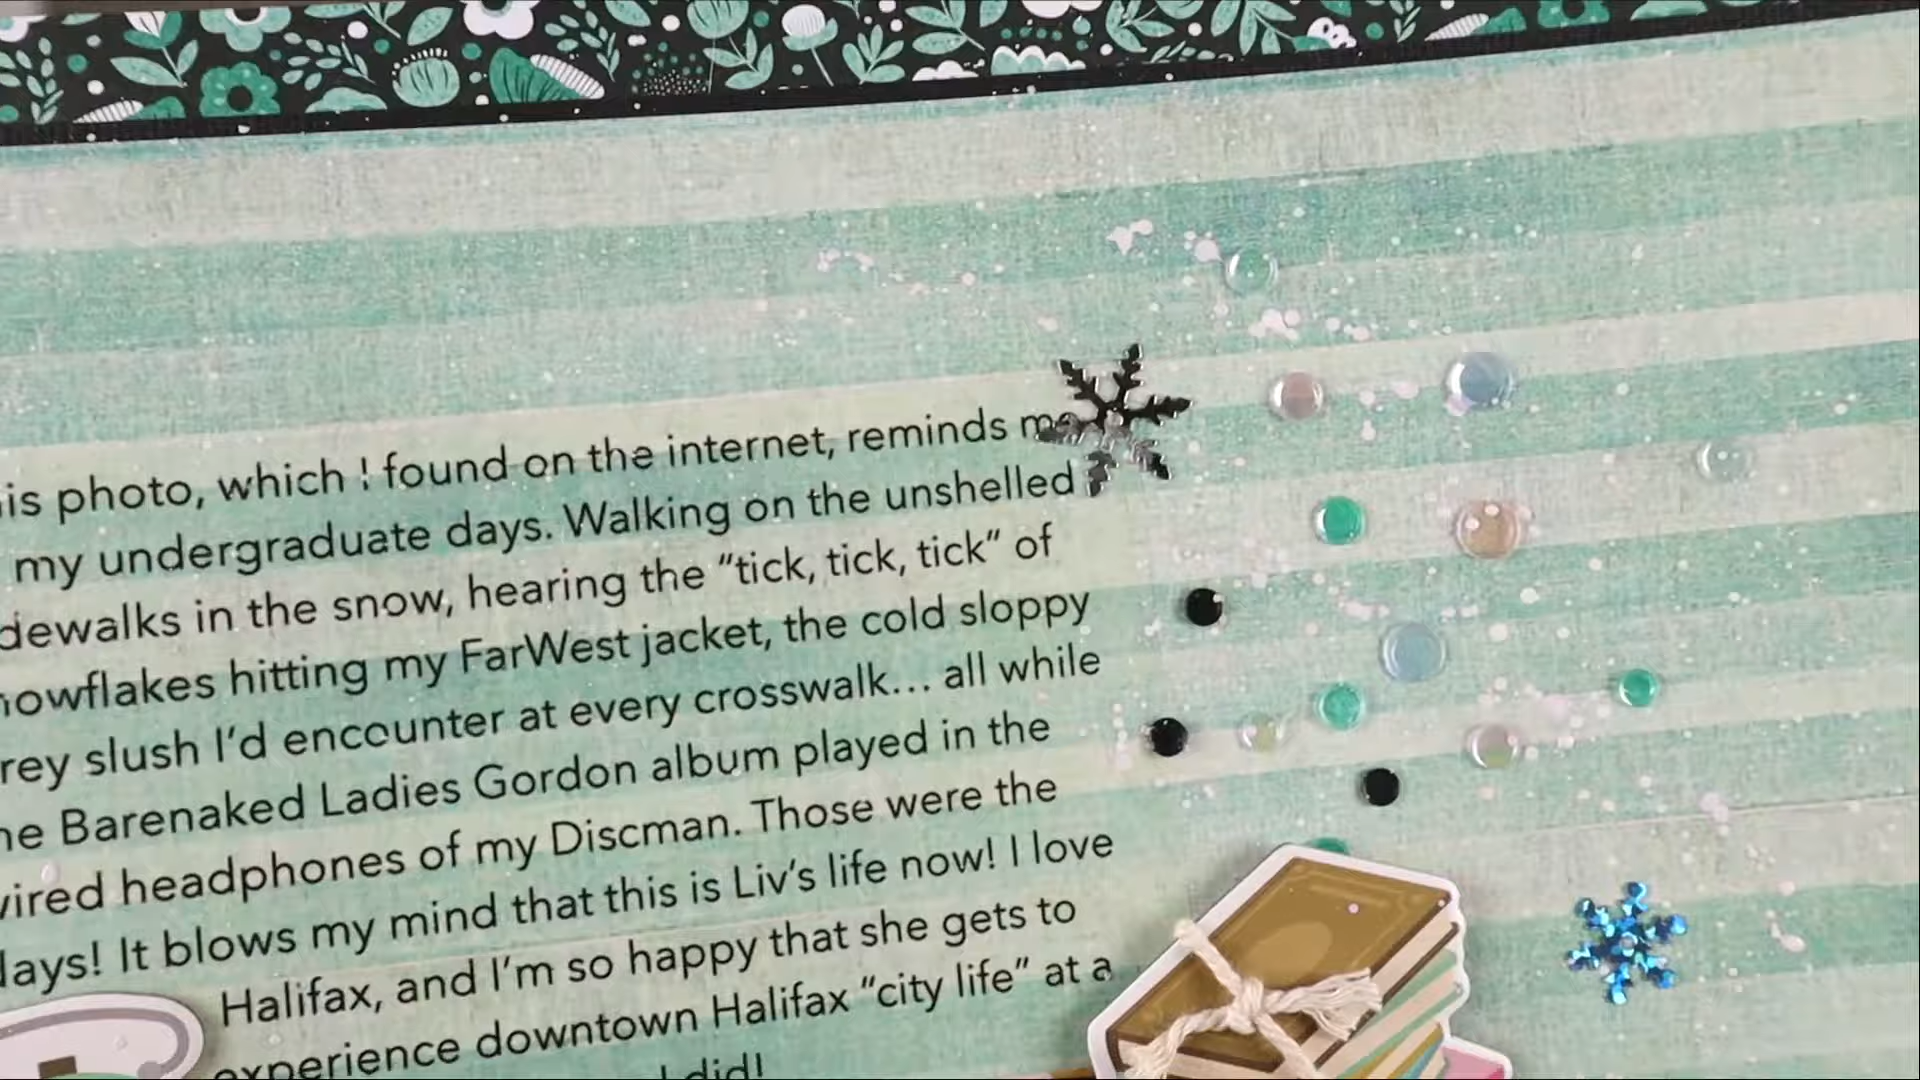 is photo, which I found on the internet, reminds me
my undergraduate days. Walking on the unshelled
dewalks in the snow, hearing the “tick, tick, tick” of
nowflakes hitting my FarWest jacket, the cold sloppy
rey slush I’d encounter at every crosswalk... all while
he Barenaked Ladies Gordon album played in the
wired headphones of my Discman. Those were the
days! It blows my mind that this is Liv’s life now! I love
Halifax, and I’m so happy that she gets to
experience downtown Halifax “city life” at a
I did!